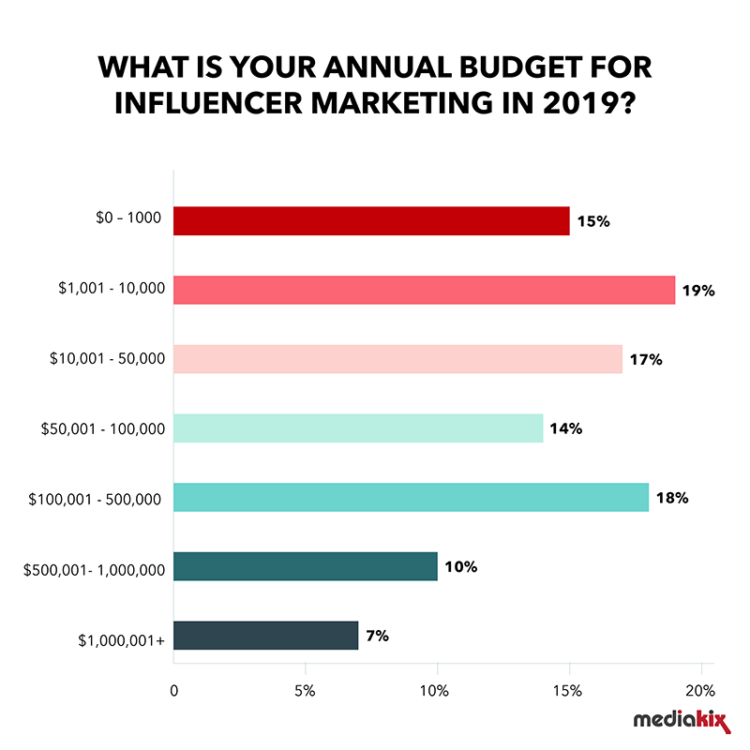 WHAT IS YOUR ANNUAL BUDGET FOR
INFLUENCER MARKETING IN 2019?
$0 – 1000
15%
$1,001 - 10,000
19%
$10,001 - 50,000
17%
$50,001 - 100,000
14%
$100,001 - 500,000
18%
$500,001- 1,000,000
10%
$1,000,001+
7%
0 5% 10% 15% 20%
mediakix